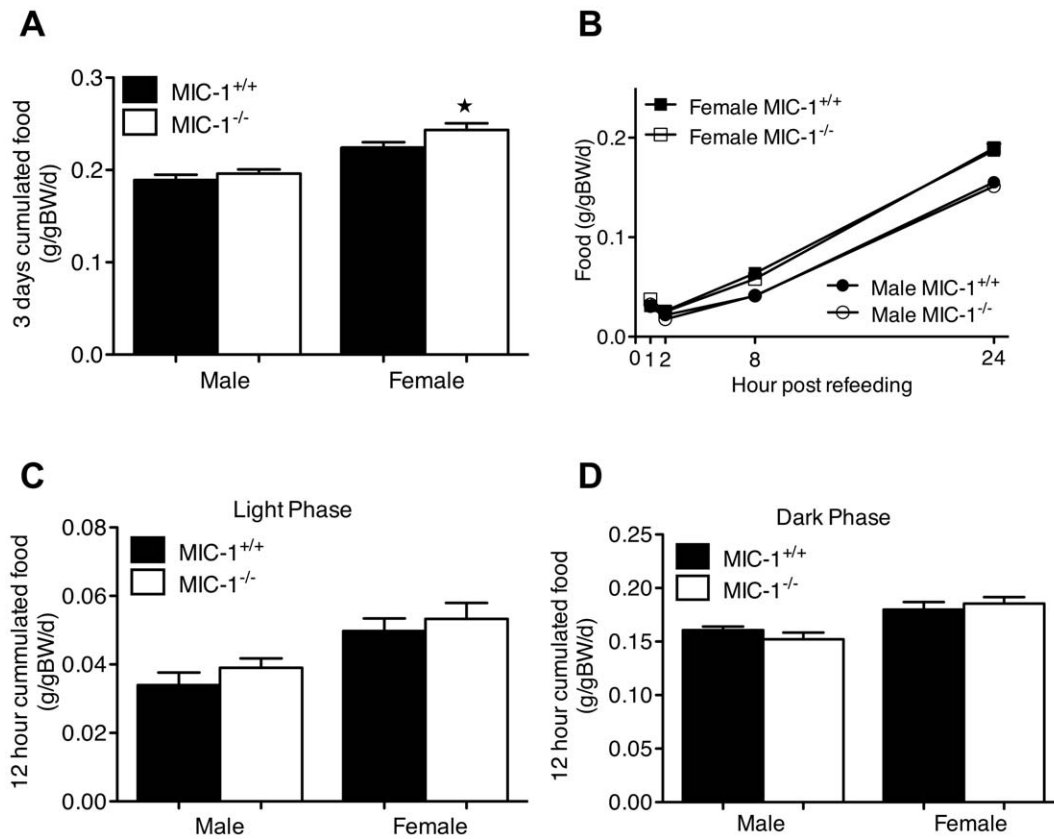 A
MIC-1+/+
MIC-1-/-
★
3 days cumulated food
(g/gBW/d)
0.3
0.2
0.1
0.0
Male
Female
B
Female MIC-1+/+
Female MIC-1-/-
Food (g/gBW/d)
0.2
0.1
0.0
Male MIC-1+/+
Male MIC-1-/-
0 1 2 8 24
Hour post refeeding
C
Light Phase
MIC-1+/+
MIC-1-/-
12 hour cummulated food
(g/gBW/d)
0.08
0.06
0.04
0.02
0.00
Male
Female
D
Dark Phase
MIC-1+/+
MIC-1-/-
12 hour cumulated food
(g/gBW/d)
0.25
0.20
0.15
0.10
0.05
0.00
Male
Female